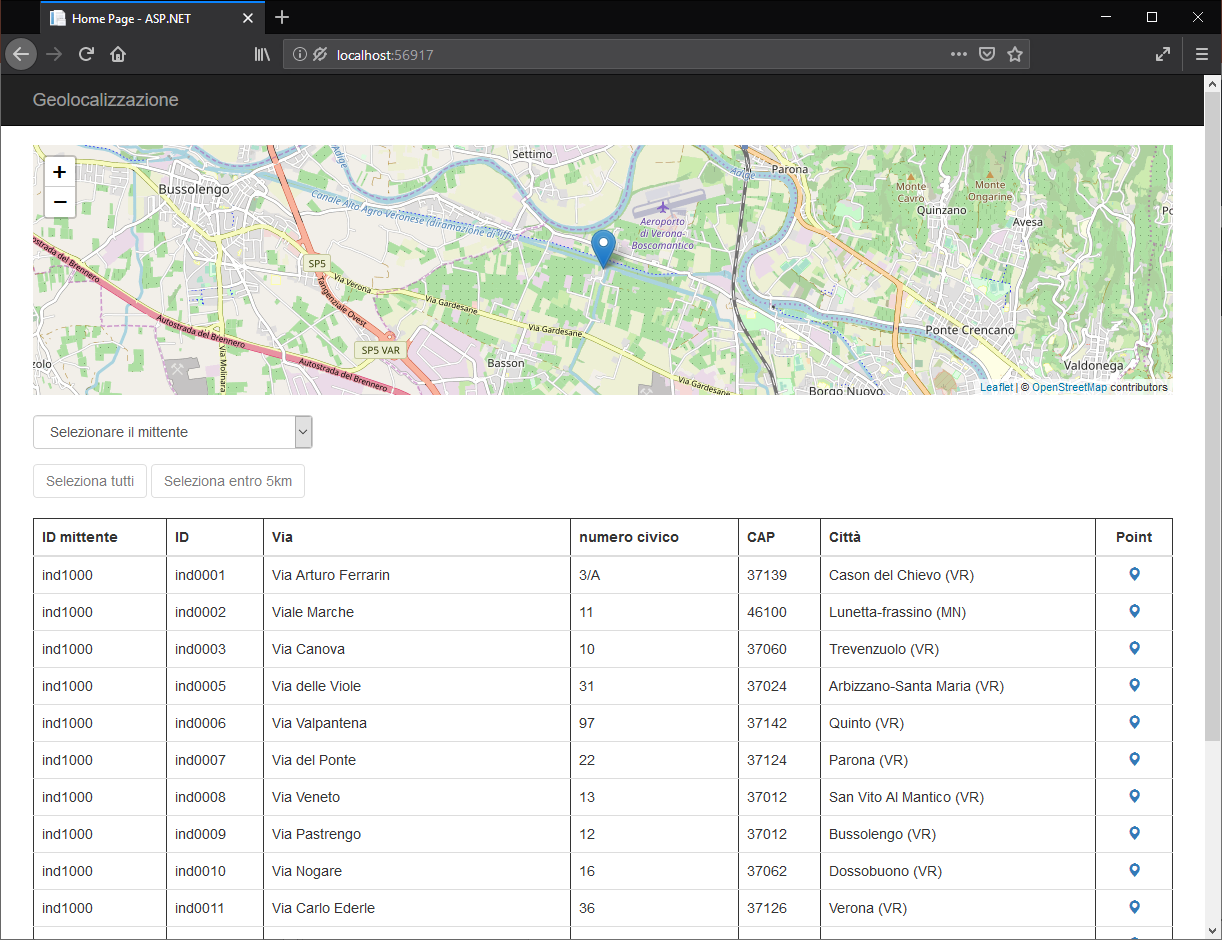 Home Page - ASP.NET
localhost:56917
Geolocalizzazione
+
−
Settimo
Adige
Adige
Parona
Bussolengo
Monte
Cavro
Monte
Ongarine
Quinzano
Avesa
Canale Alto Agro Veronese (diramazione di
Aeroporto
di Verona-
Boscomantico
Autostrada del Brennero
SP5
Via Verona
Tangenziale Ovest
Via Gardesane
Via Gardesane
Autostrada del Brennero
Ponte Crencano
SP5 VAR
Via Molinara
Basson
Autostrada del Brennero
Valdonega
Via Gardesane
Borgo Nuovo
Leaflet | © OpenStreetMap contributors
Selezionare il mittente
Seleziona tutti Seleziona entro 5km
ID mittente ID Via numero civico CAP Città Point
ind1000 ind0001 Via Arturo Ferrarin 3/A 37139 Cason del Chievo (VR)
ind1000 ind0002 Viale Marche 11 46100 Lunetta-frassino (MN)
ind1000 ind0003 Via Canova 10 37060 Trevenzuolo (VR)
ind1000 ind0005 Via delle Viole 31 37024 Arbizzano-Santa Maria (VR)
ind1000 ind0006 Via Valpantena 97 37142 Quinto (VR)
ind1000 ind0007 Via del Ponte 22 37124 Parona (VR)
ind1000 ind0008 Via Veneto 13 37012 San Vito Al Mantico (VR)
ind1000 ind0009 Via Pastrengo 12 37012 Bussolengo (VR)
ind1000 ind0010 Via Nogare 16 37062 Dossobuono (VR)
ind1000 ind0011 Via Carlo Ederle 36 37126 Verona (VR)